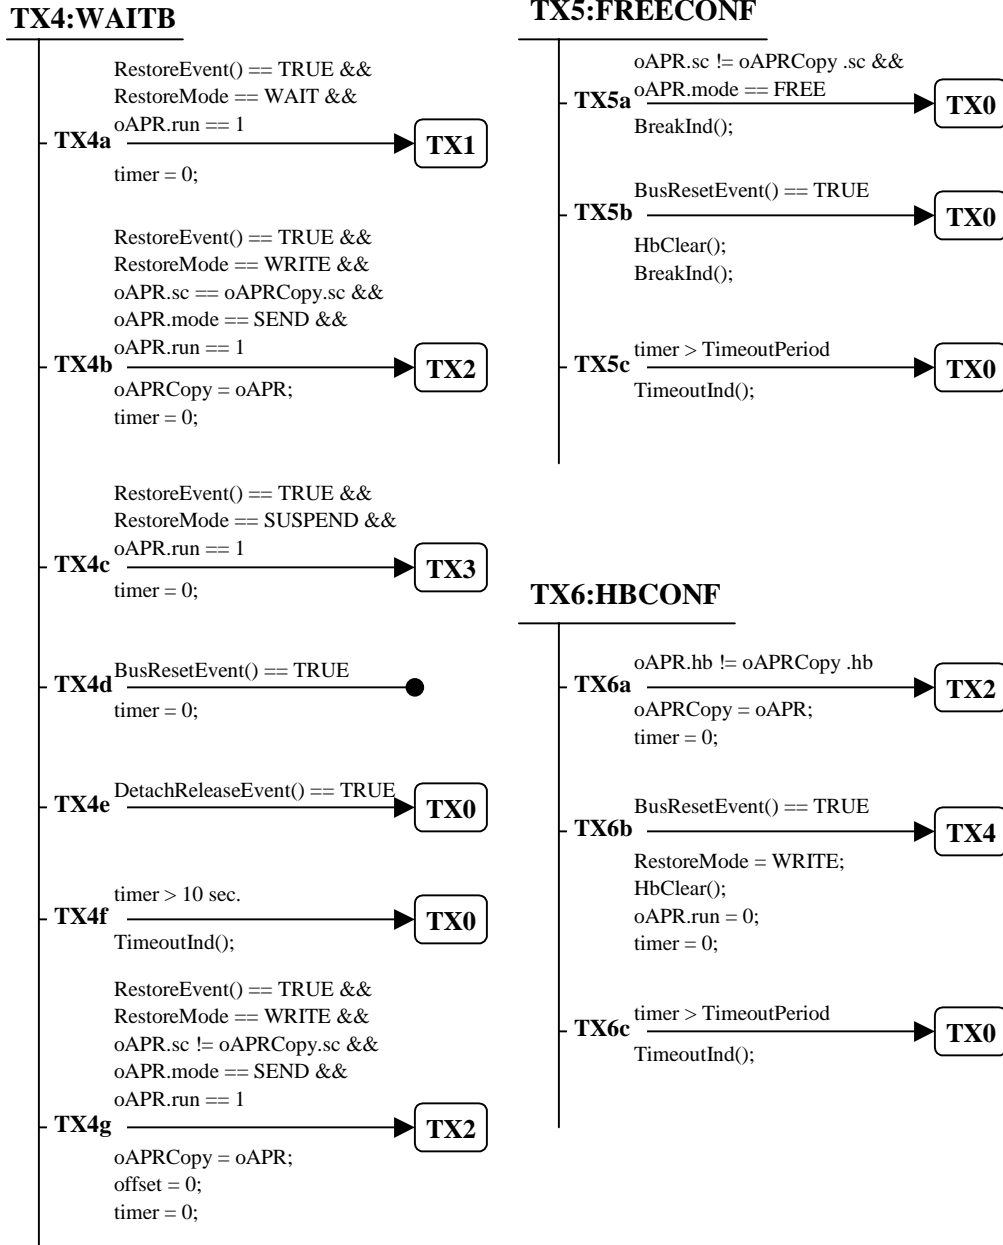 TX4:WAITB
RestoreEvent() == TRUE &&
RestoreMode == WAIT &&
oAPR.run == 1
TX4a
TX1
timer = 0;
RestoreEvent() == TRUE &&
RestoreMode == WRITE &&
oAPR.sc == oAPRCopy.sc &&
oAPR.mode == SEND &&
oAPR.run == 1
TX4b
TX2
oAPRCopy = oAPR;
timer = 0;
RestoreEvent() == TRUE &&
RestoreMode == SUSPEND &&
oAPR.run == 1
TX4c
TX3
timer = 0;
BusResetEvent() == TRUE
TX4d
timer = 0;
DetachReleaseEvent() == TRUE
TX4e
TX0
timer > 10 sec.
TX4f
TX0
TimeoutInd();
RestoreEvent() == TRUE &&
RestoreMode == WRITE &&
oAPR.sc != oAPRCopy.sc &&
oAPR.mode == SEND &&
oAPR.run == 1
TX4g
TX2
oAPRCopy = oAPR;
offset = 0;
timer = 0;
TX5:FREECONF
oAPR.sc != oAPRCopy .sc &&
oAPR.mode == FREE
TX5a
TX0
BreakInd();
BusResetEvent() == TRUE
TX5b
TX0
HbClear();
BreakInd();
timer > TimeoutPeriod
TX5c
TX0
TimeoutInd();
TX6:HBCONF
oAPR.hb != oAPRCopy .hb
TX6a
TX2
oAPRCopy = oAPR;
timer = 0;
BusResetEvent() == TRUE
TX6b
TX4
RestoreMode = WRITE;
HbClear();
oAPR.run = 0;
timer = 0;
timer > TimeoutPeriod
TX6c
TX0
TimeoutInd();